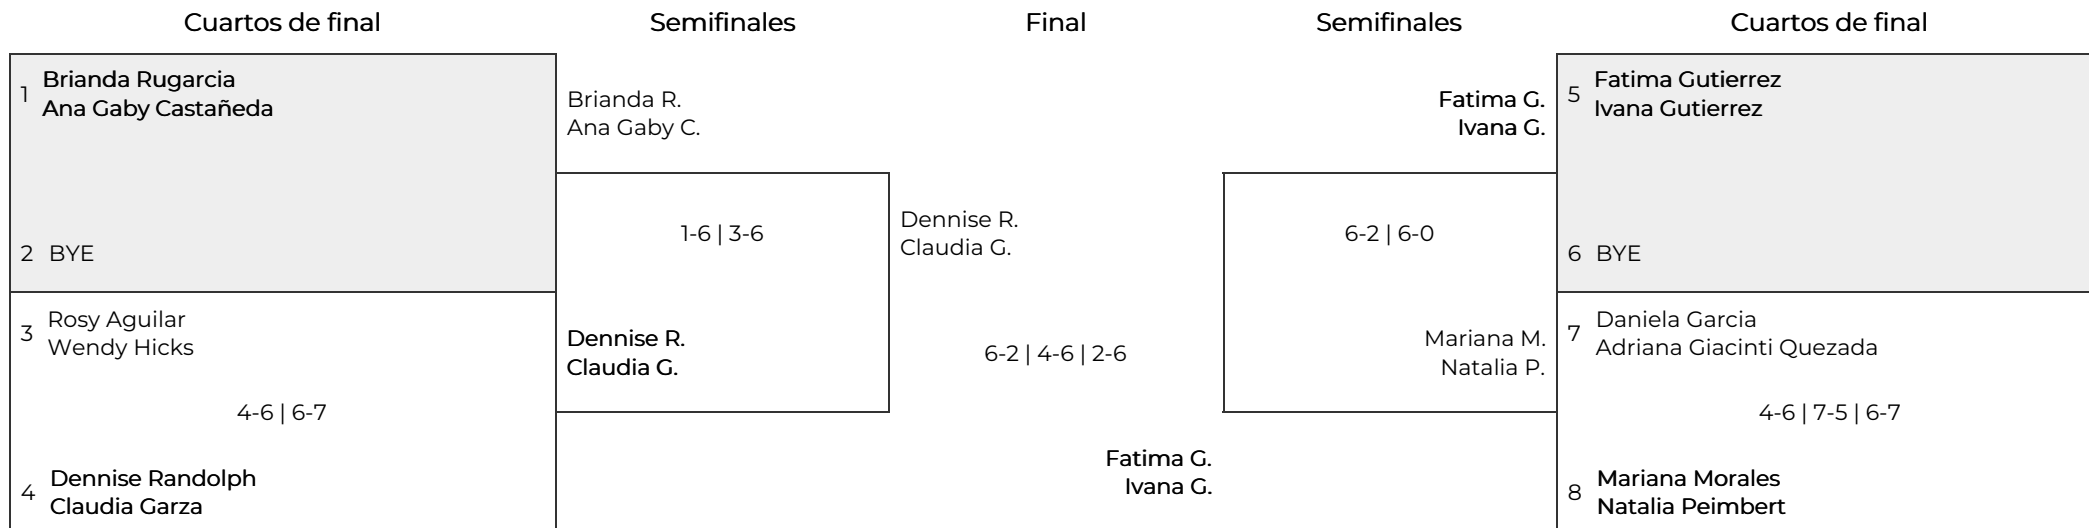 Cuartos de final
Semifinales
Final
Semifinales
Cuartos de final
1
Brianda Rugarcia
Ana Gaby Castañeda
2 BYE
3
Rosy Aguilar
Wendy Hicks
4-6 | 6-7
4
Dennise Randolph
Claudia Garza
Brianda R.
Ana Gaby C.
1-6 | 3-6
Dennise R.
Claudia G.
Dennise R.
Claudia G.
6-2 | 4-6 | 2-6
Fatima G.
Ivana G.
Fatima G.
Ivana G.
6-2 | 6-0
Mariana M.
Natalia P.
5
Fatima Gutierrez
Ivana Gutierrez
6 BYE
7
Daniela Garcia
Adriana Giacinti Quezada
4-6 | 7-5 | 6-7
8
Mariana Morales
Natalia Peimbert